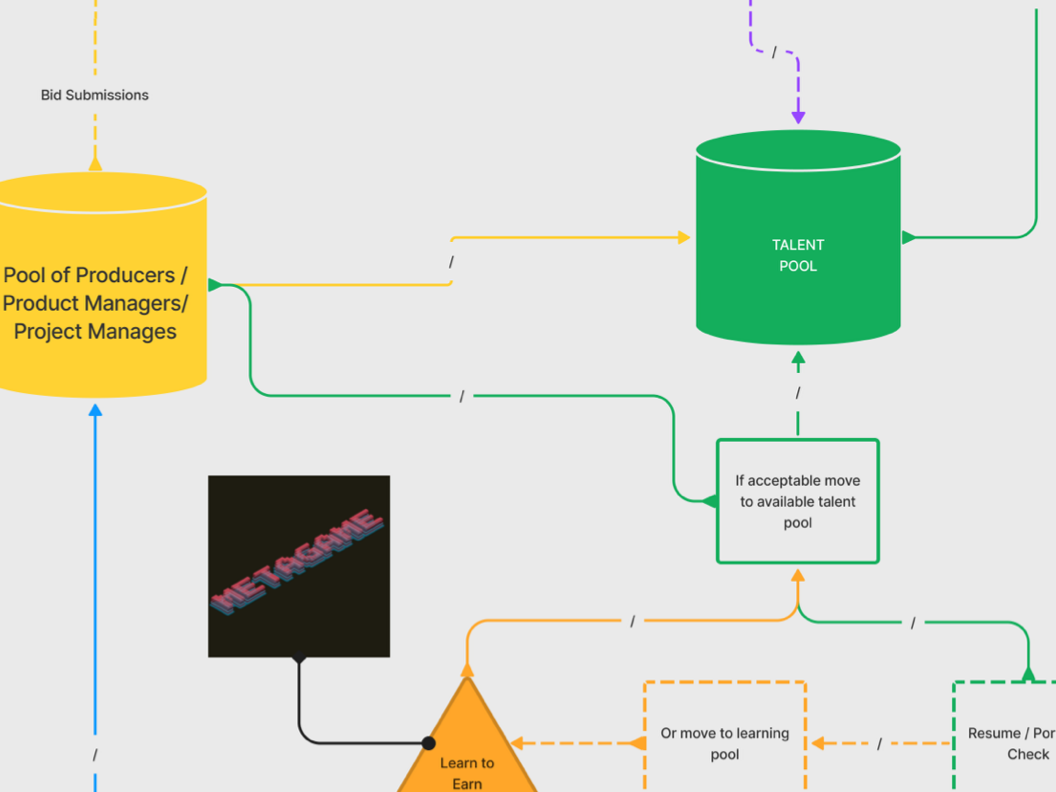 Bid Submissions
/
Pool of Producers /
Product Managers/
Project Manages
/
TALENT
POOL
/
/
If acceptable move
to available talent
pool
METAGAME
/
/
Or move to learning
pool
/
Resume / Por
Check
Learn to
Earn
/